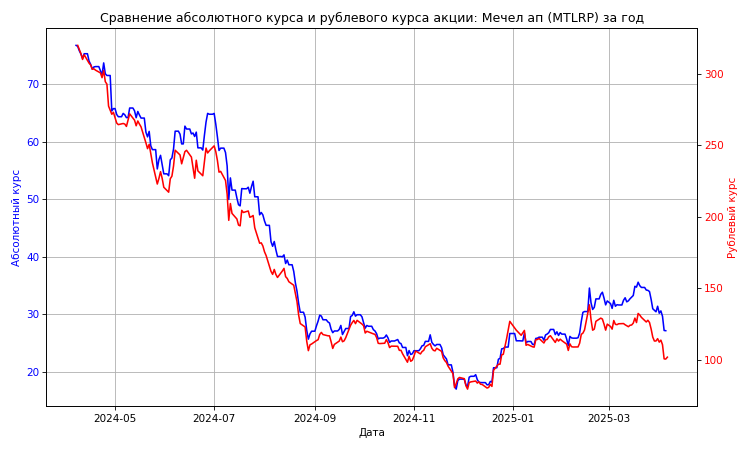 Сравнение абсолютного курса и рублевого курса акции: Мечел ап (MTLRP) за год
Абсолютный курс
70
60
50
40
30
20
300
250
200
150
100
Рублевый курс
2024-05 2024-07 2024-09 2024-11 2025-01 2025-03
Дата